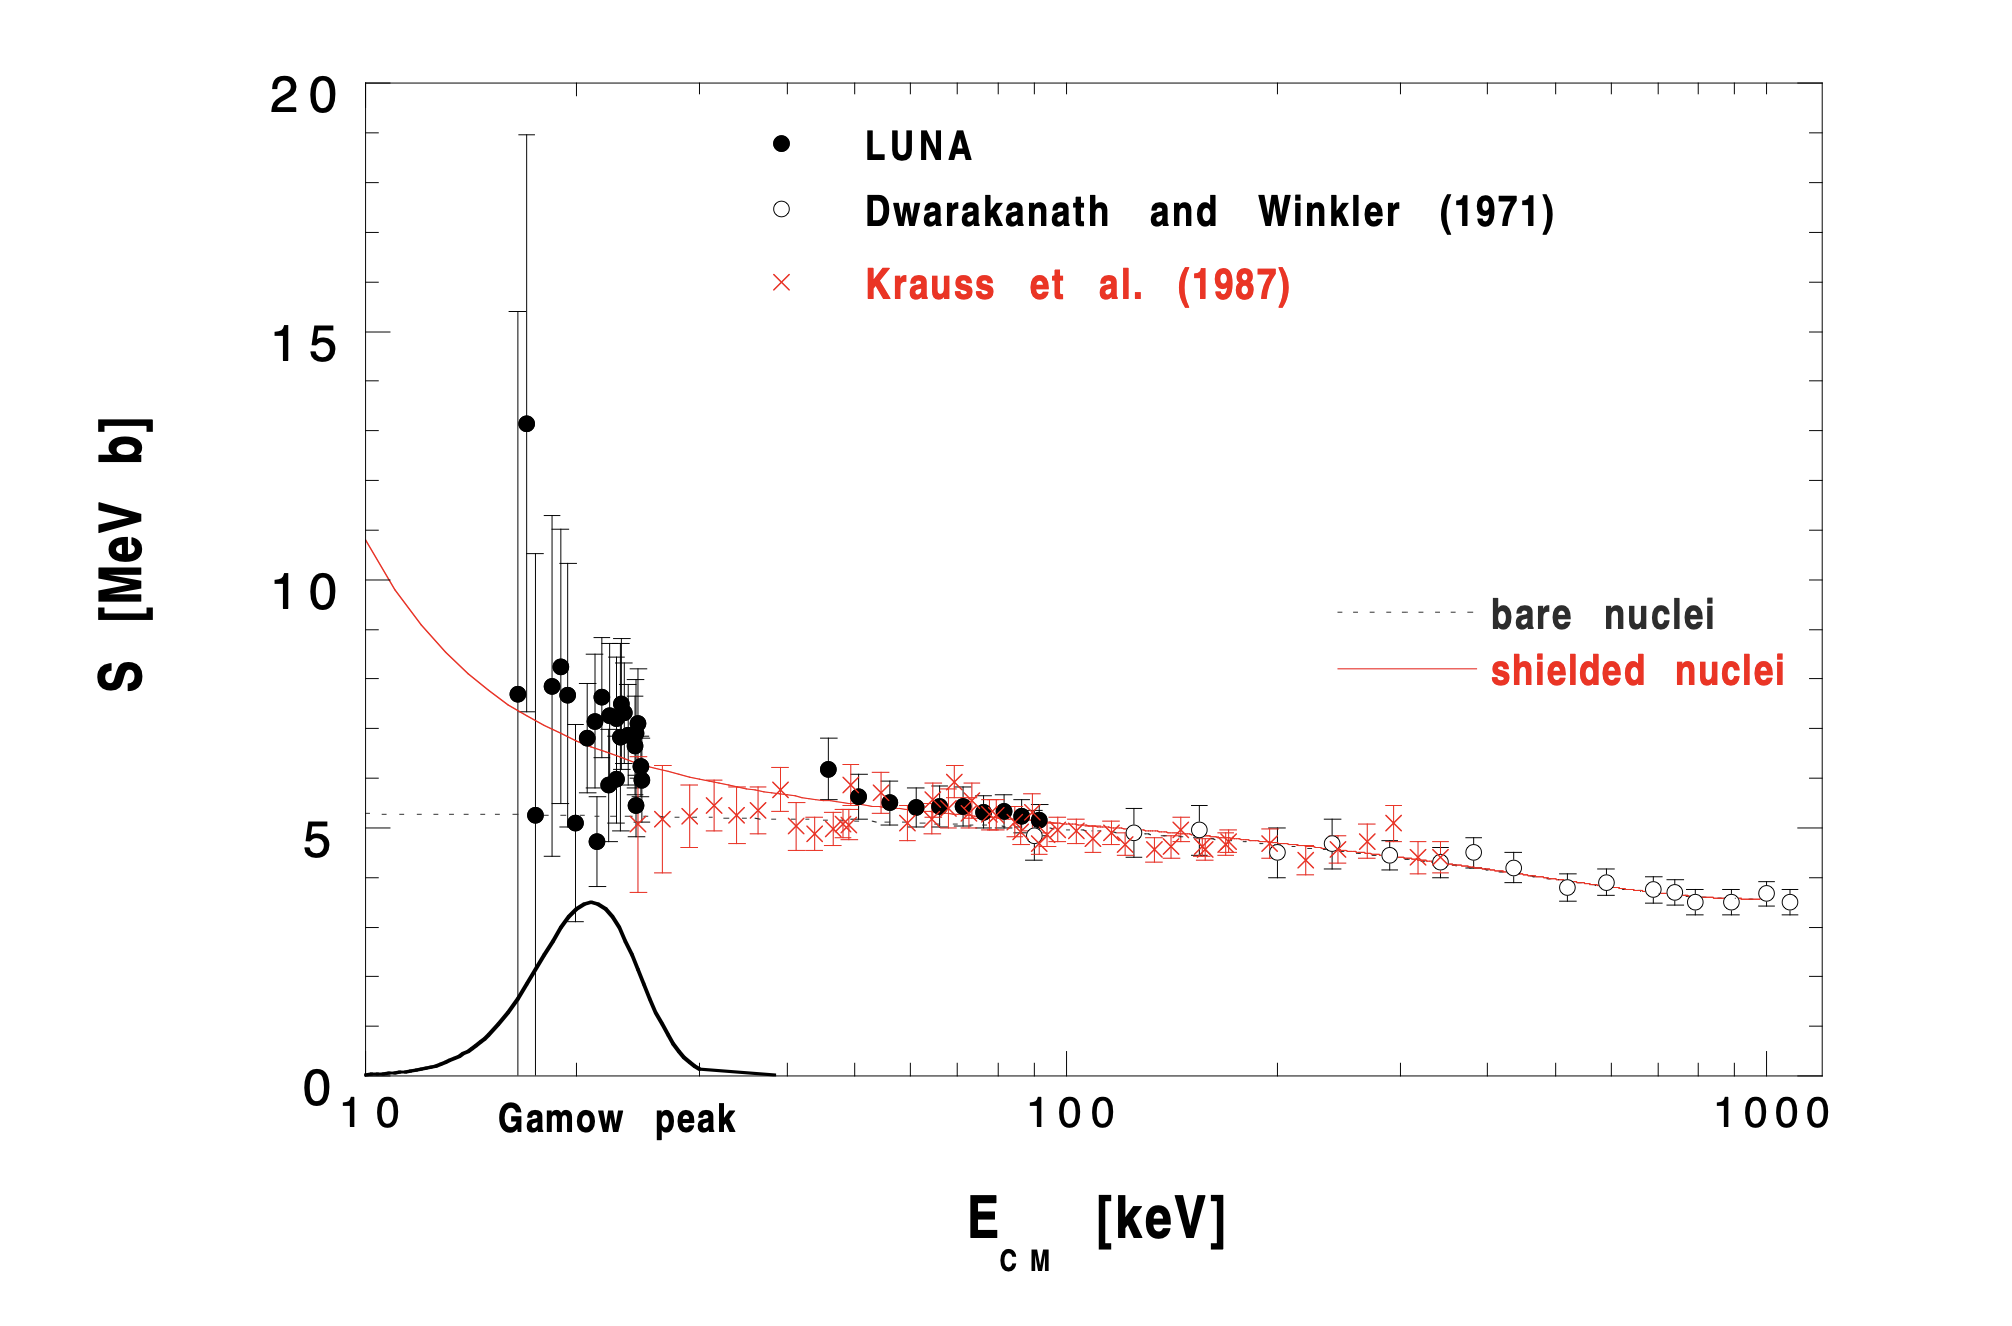 20
15
10
5
0
S [MeV b]
LUNA
Dwarakanath and Winkler (1971)
Krauss et al. (1987)
bare nuclei
shielded nuclei
10
100
1000
Gamow peak
E_CM [keV]